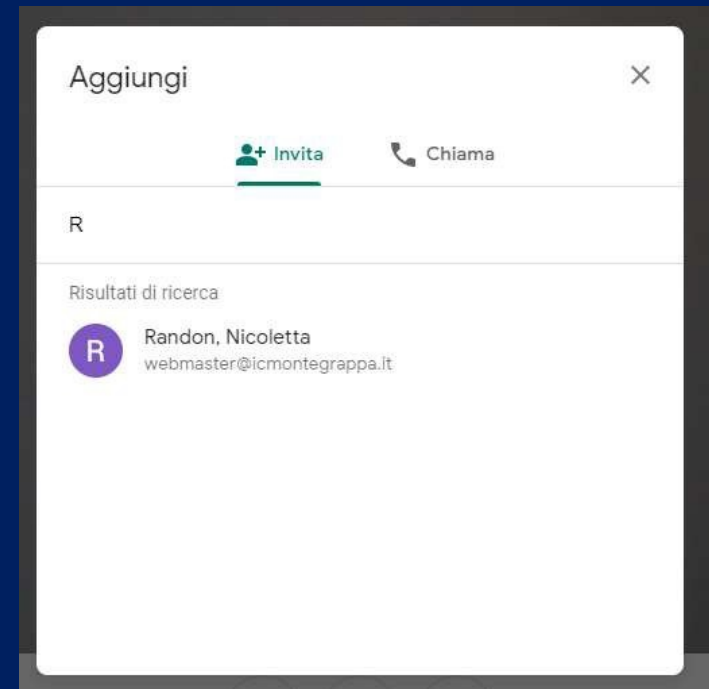 Aggiungi
Invita
Chiama
R
Risultati di ricerca
R
Randon, Nicoletta
webmaster@icmontegrappa.it